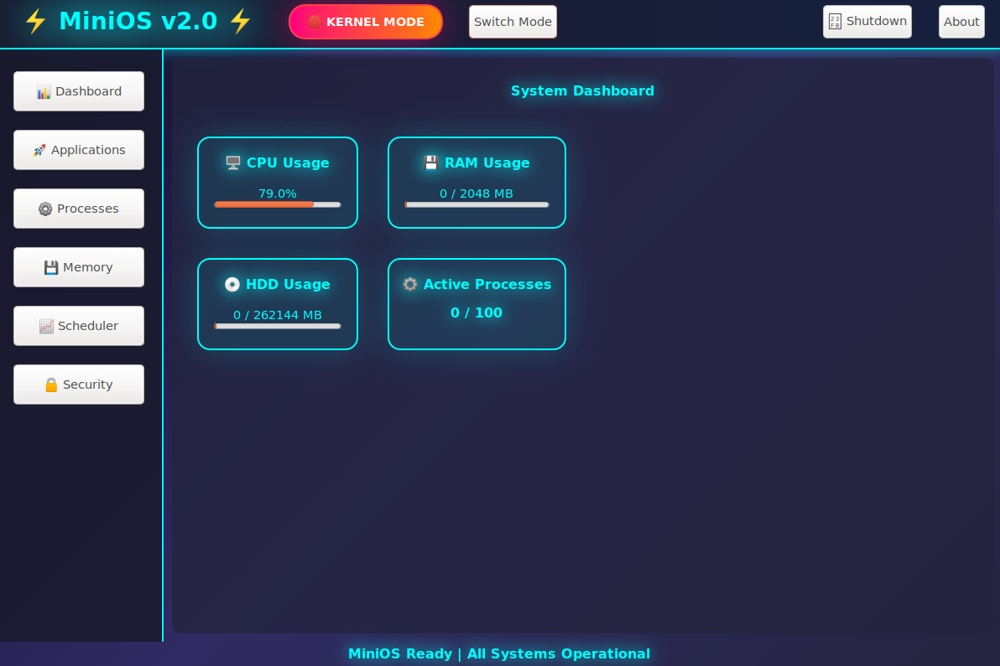 ⚡ MiniOS v2.0 ⚡
KERNEL MODE
Switch Mode
Shutdown
About
Dashboard
Applications
Processes
Memory
Scheduler
Security
System Dashboard
CPU Usage
79.0%
RAM Usage
0 / 2048 MB
HDD Usage
0 / 262144 MB
Active Processes
0 / 100
MiniOS Ready | All Systems Operational